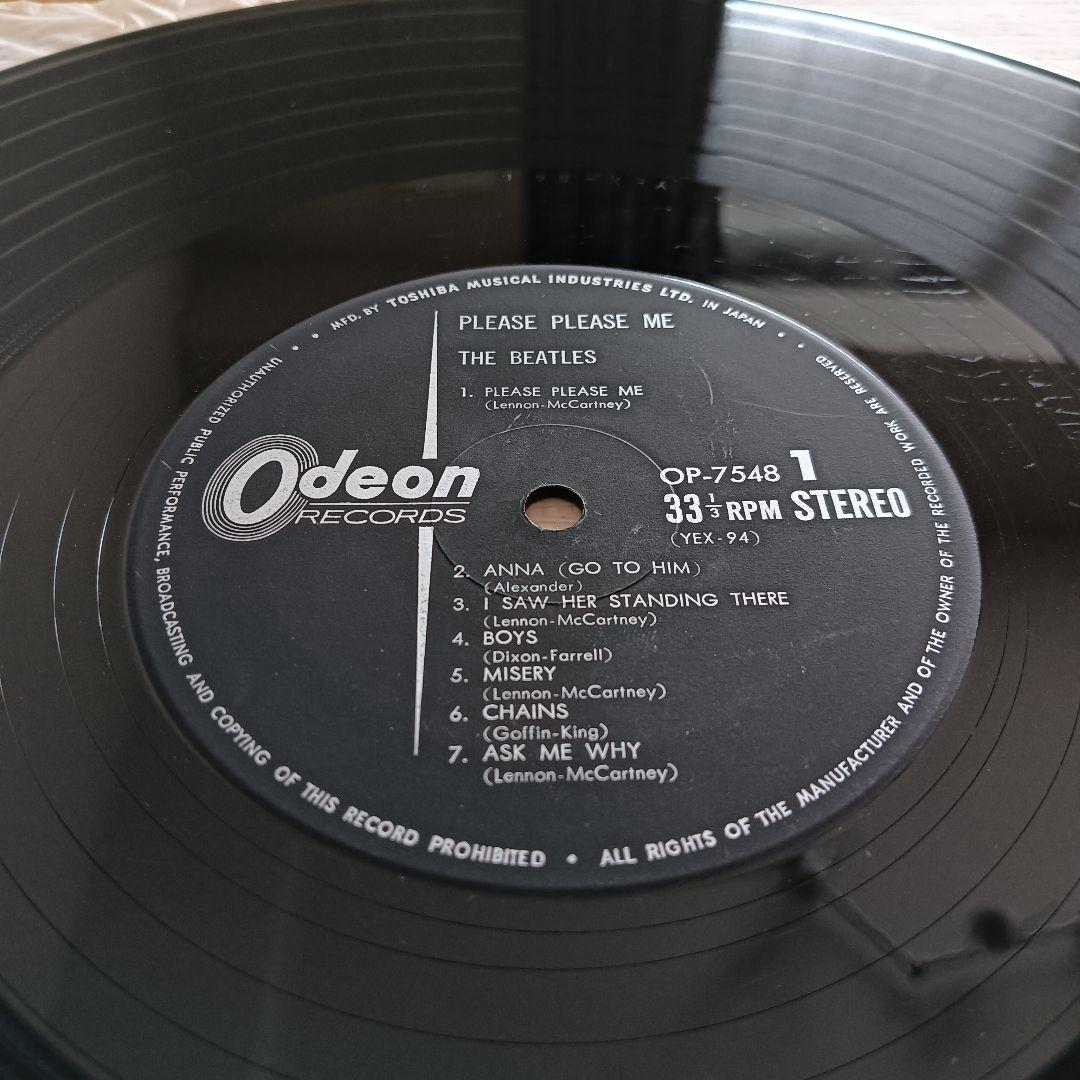 MFD. BY TOSHIBA MUSICAL INDUSTRIES LTD. IN JAPAN
PLEASE PLEASE ME
THE BEATLES
1. PLEASE PLEASE ME
(Lennon-McCartney)
Odeon
RECORDS
OP-7548 1
33 1/3 RPM STEREO
(YEX-94)
2. ANNA (GO TO HIM)
(Alexander)
3. I SAW HER STANDING THERE
(Lennon-McCartney)
4. BOYS
(Dixon-Farrell)
5. MISERY
(Lennon-McCartney)
6. CHAINS
(Goffin-King)
7. ASK ME WHY
(Lennon-McCartney)
UNAUTHORIZED PUBLIC PERFORMANCE, BROADCASTING AND COPYING OF THIS RECORD PROHIBITED • ALL RIGHTS OF THE MANUFACTURER AND OF THE OWNER OF THE RECORDED WORK ARE RESERVED